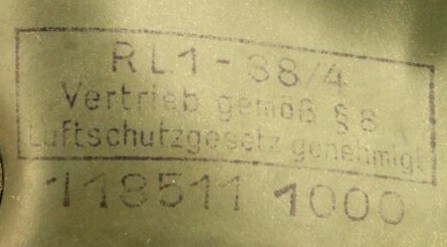 RL1-38/4
Vertrieb gemäß § 8
Luftschutzgesetz genehmigt
118511 1000